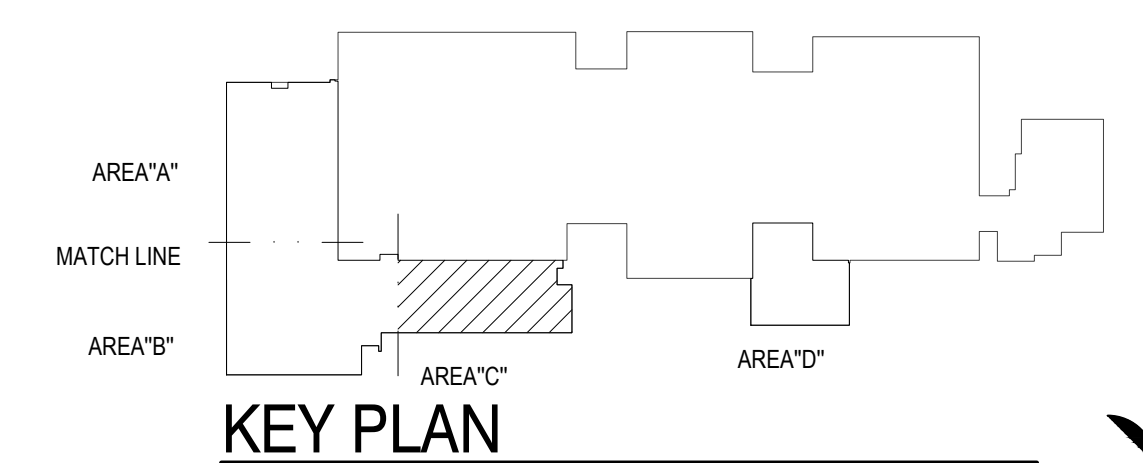 AREA"A"
MATCH LINE
AREA"B"
AREA"C"
AREA"D"
KEY PLAN